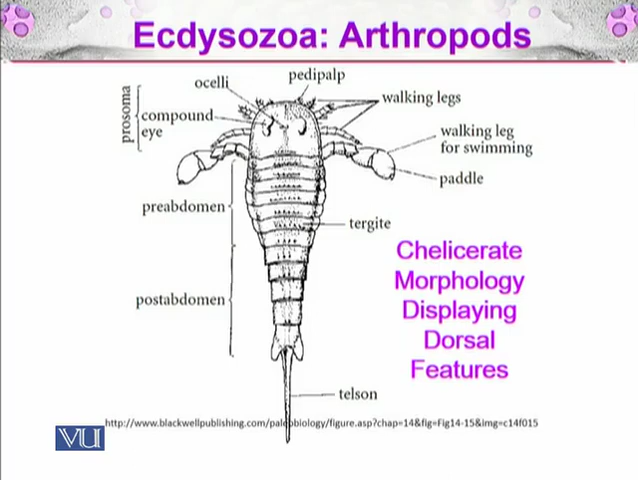 Ecdysozoa: Arthropods
ocelli
pedipalp
walking legs
prosoma
compound
eye
walking leg
for swimming
paddle
preabdomen
tergite
Chelicerate
Morphology
Displaying
Dorsal
Features
postabdomen
telson
http://www.blackwellpublishing.com/paleobiology/figure.asp?chap=14&fig=Fig14-15&img=c14f015
VU